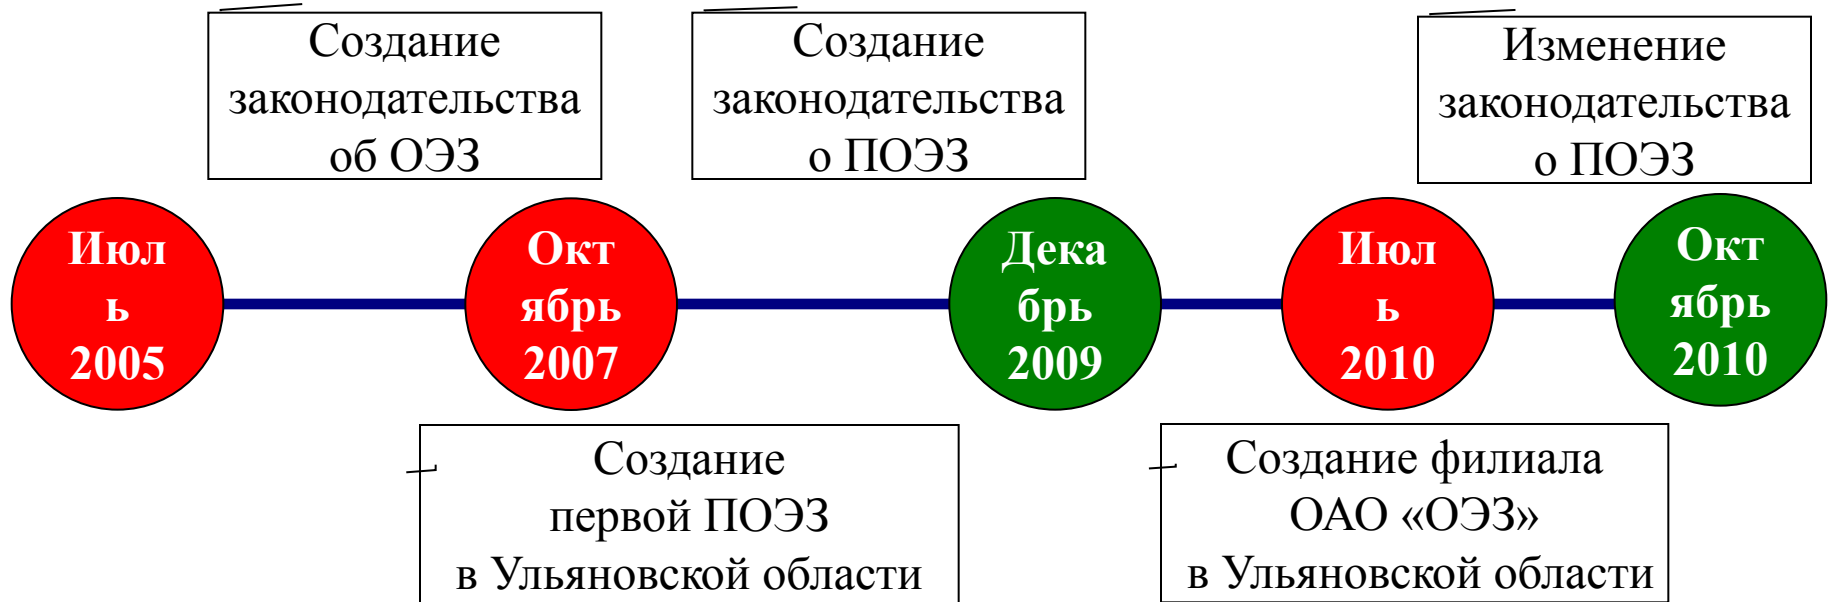 Создание
законодательства
об ОЭЗ
Создание
законодательства
о ПОЭЗ
Изменение
законодательства
о ПОЭЗ
Июл
ь
2005
Окт
ябрь
2007
Дека
брь
2009
Июл
ь
2010
Окт
ябрь
2010
Создание
первой ПОЭЗ
в Ульяновской области
Создание филиала
ОАО «ОЭЗ»
в Ульяновской области